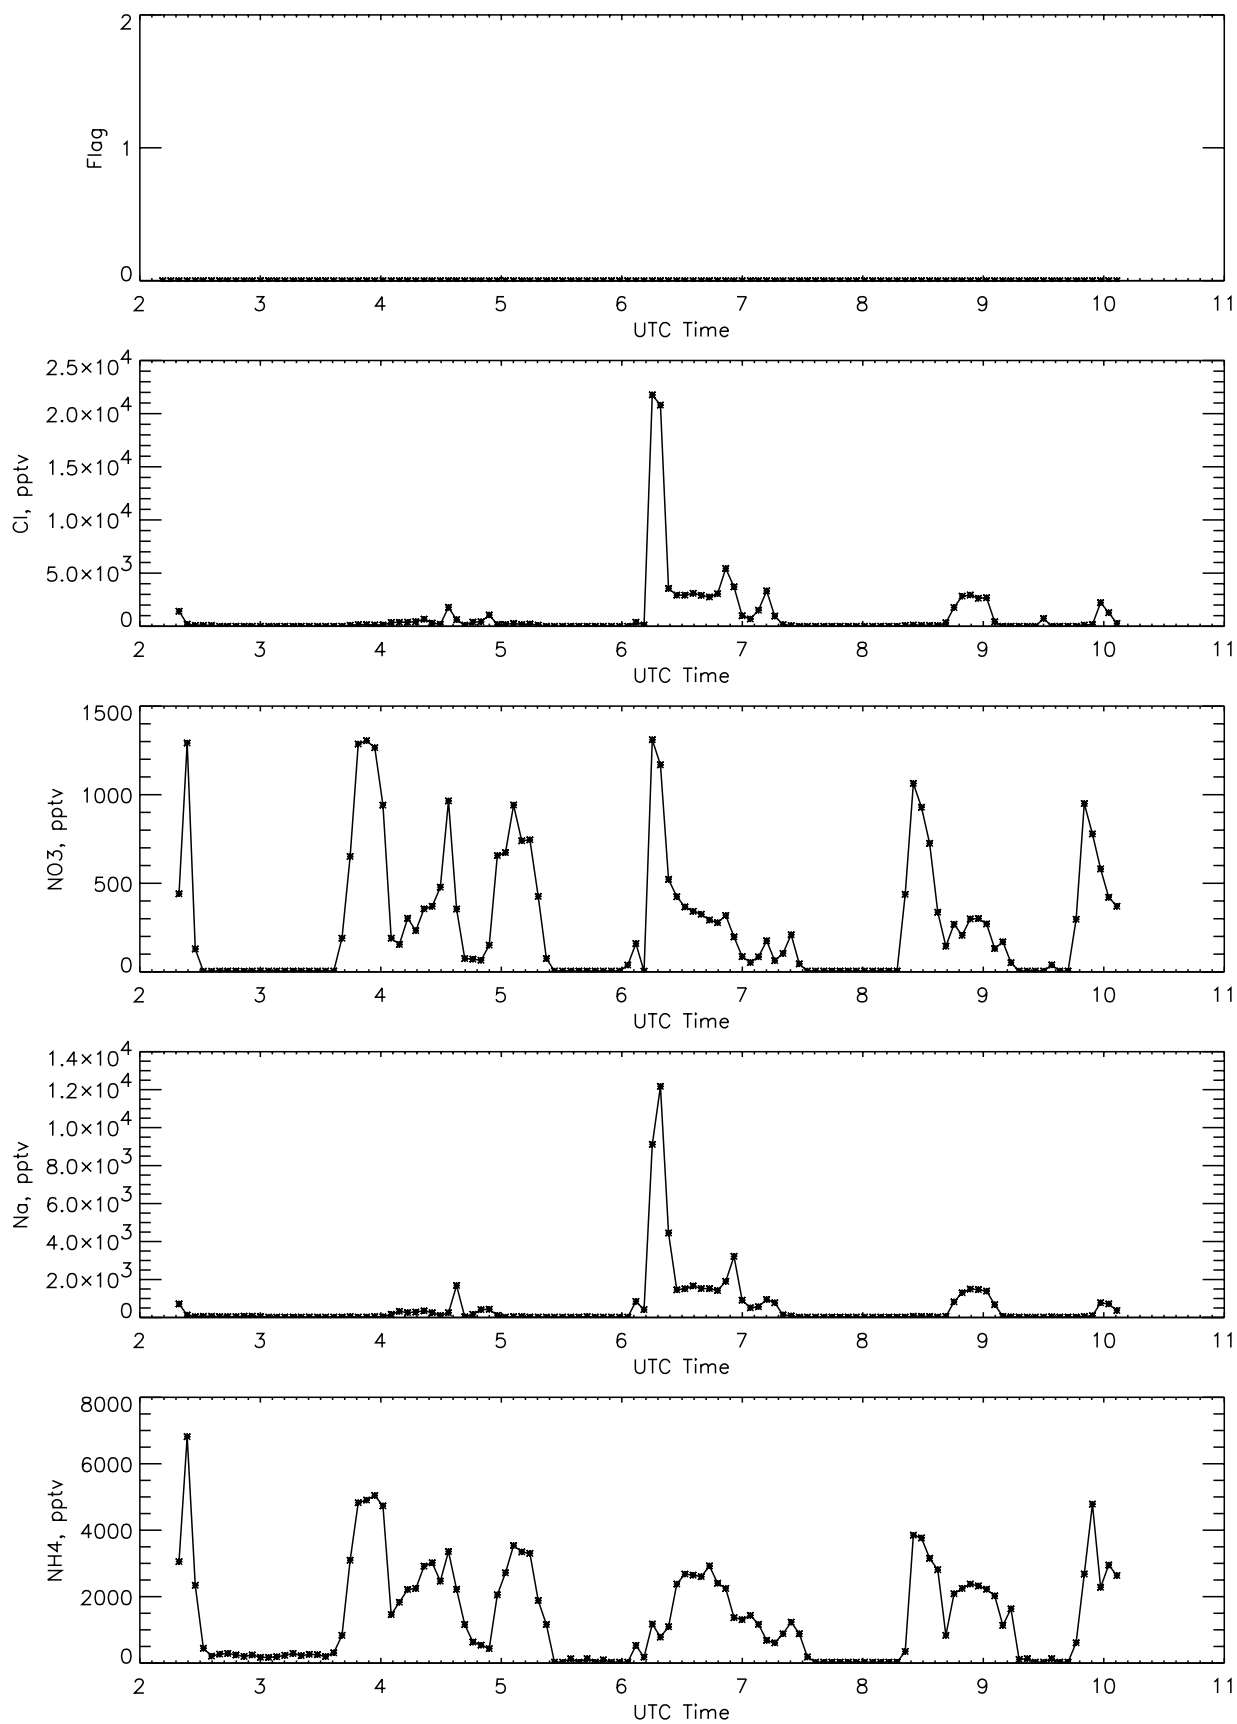 2
1
0
Flag
2 3 4 5 6 7 8 9 10 11
UTC Time
2.5×10⁴
2.0×10⁴
1.5×10⁴
1.0×10⁴
5.0×10³
0
Cl, pptv
2 3 4 5 6 7 8 9 10 11
UTC Time
1500
1000
500
0
NO3, pptv
2 3 4 5 6 7 8 9 10 11
UTC Time
1.4×10⁴
1.2×10⁴
1.0×10⁴
8.0×10³
6.0×10³
4.0×10³
2.0×10³
0
Na, pptv
2 3 4 5 6 7 8 9 10 11
UTC Time
8000
6000
4000
2000
0
NH4, pptv
2 3 4 5 6 7 8 9 10 11
UTC Time